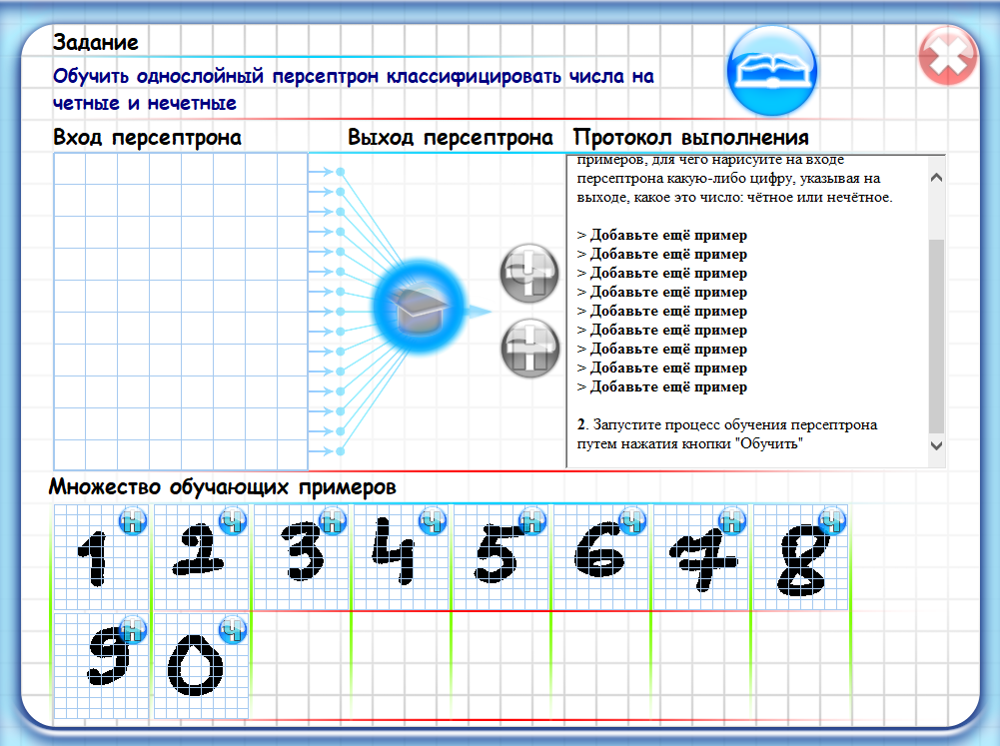 Задание
Обучить однослойный персептрон классифицировать числа на
четные и нечетные
Вход персептрона
Выход персептрона
Протокол выполнения
примеров, для чего нарисуйте на входе
персептрона какую-либо цифру, указывая на
выходе, какое это число: чётное или нечётное.
> Добавьте ещё пример
> Добавьте ещё пример
> Добавьте ещё пример
> Добавьте ещё пример
> Добавьте ещё пример
> Добавьте ещё пример
> Добавьте ещё пример
> Добавьте ещё пример
> Добавьте ещё пример
2. Запустите процесс обучения персептрона
путем нажатия кнопки "Обучить"
Ч
Н
Множество обучающих примеров
Н Ч Н Ч Н Ч Н Ч
1 2 3 4 5 6 7 8
Н Ч
9 0